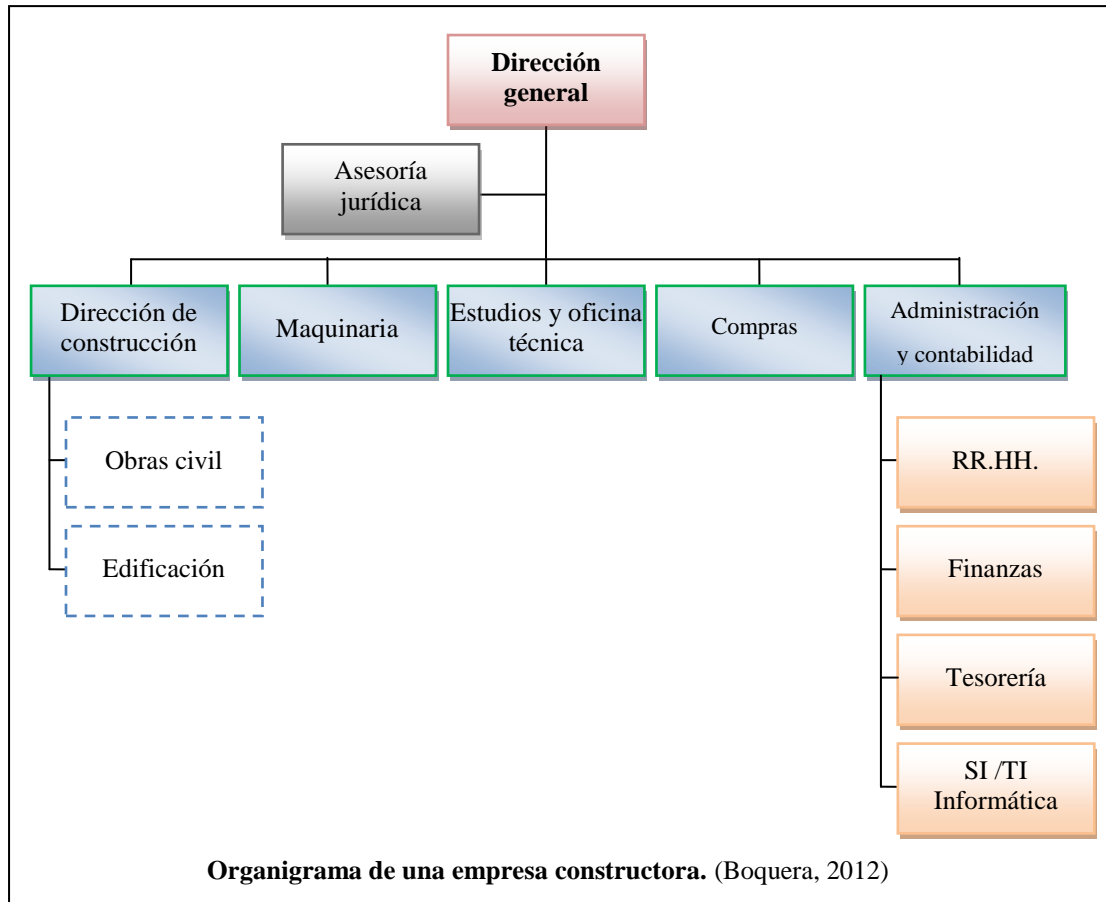 Dirección
general
Asesoría
jurídica
Dirección de
construcción
Maquinaria
Estudios y oficina
técnica
Compras
Administración
y contabilidad
Obras civil
Edificación
RR.HH.
Finanzas
Tesorería
SI /TI
Informática
Organigrama de una empresa constructora. (Boquera, 2012)